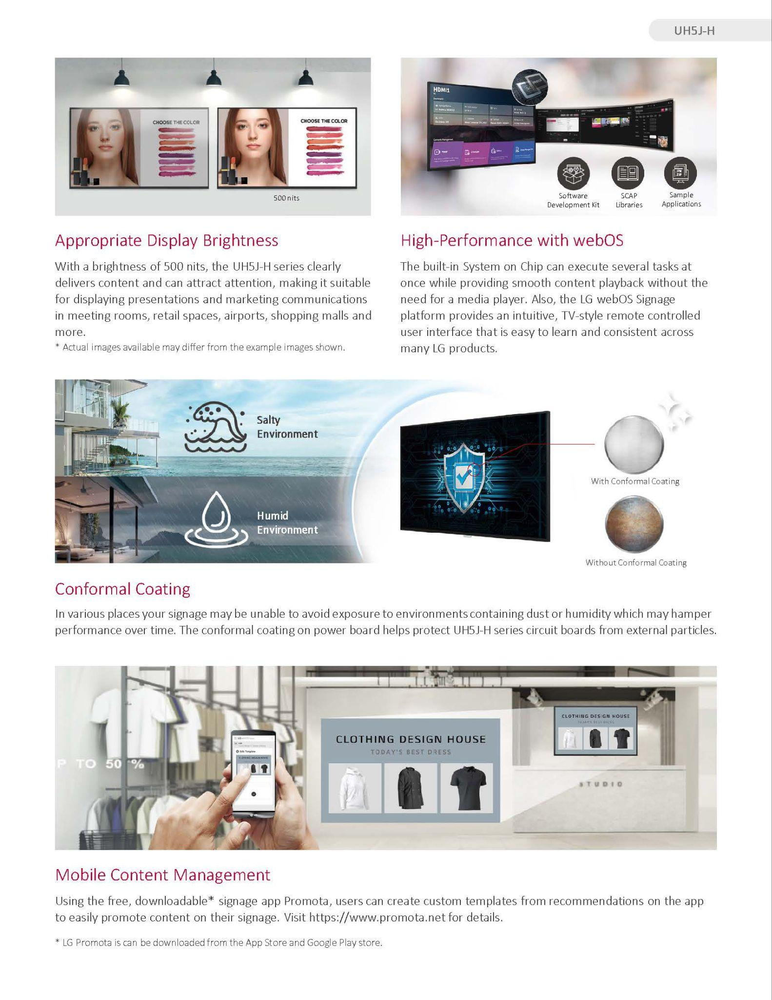 UH5J-H
CHOOSE THE COLOR
CHOOSE THE COLOR
500 nits
HDMI1
Dashboard
webOS
Software
Development Kit
SCAP
Libraries
.IPK
.ZIP
Sample
Applications
Appropriate Display Brightness
With a brightness of 500 nits, the UH5J-H series clearly
delivers content and can attract attention, making it suitable
for displaying presentations and marketing communications
in meeting rooms, retail spaces, airports, shopping malls and
more.
* Actual images available may differ from the example images shown.
High-Performance with webOS
The built-in System on Chip can execute several tasks at
once while providing smooth content playback without the
need for a media player. Also, the LG webOS Signage
platform provides an intuitive, TV-style remote controlled
user interface that is easy to learn and consistent across
many LG products.
Salty
Environment
Humid
Environment
With Conformal Coating
Without Conformal Coating
Conformal Coating
In various places your signage may be unable to avoid exposure to environments containing dust or humidity which may hamper
performance over time. The conformal coating on power board helps protect UH5J-H series circuit boards from external particles.
P TO 50 %
Edit Template
CLOTHING DESIGN HOUSE
CLOTHING DESIGN HOUSE
TODAY'S BEST DRESS
CLOTHING DESIGN HOUSE
TODAY'S BEST DRESS
STUDIO
Mobile Content Management
Using the free, downloadable* signage app Promota, users can create custom templates from recommendations on the app
to easily promote content on their signage. Visit https://www.promota.net for details.
* LG Promota is can be downloaded from the App Store and Google Play store.